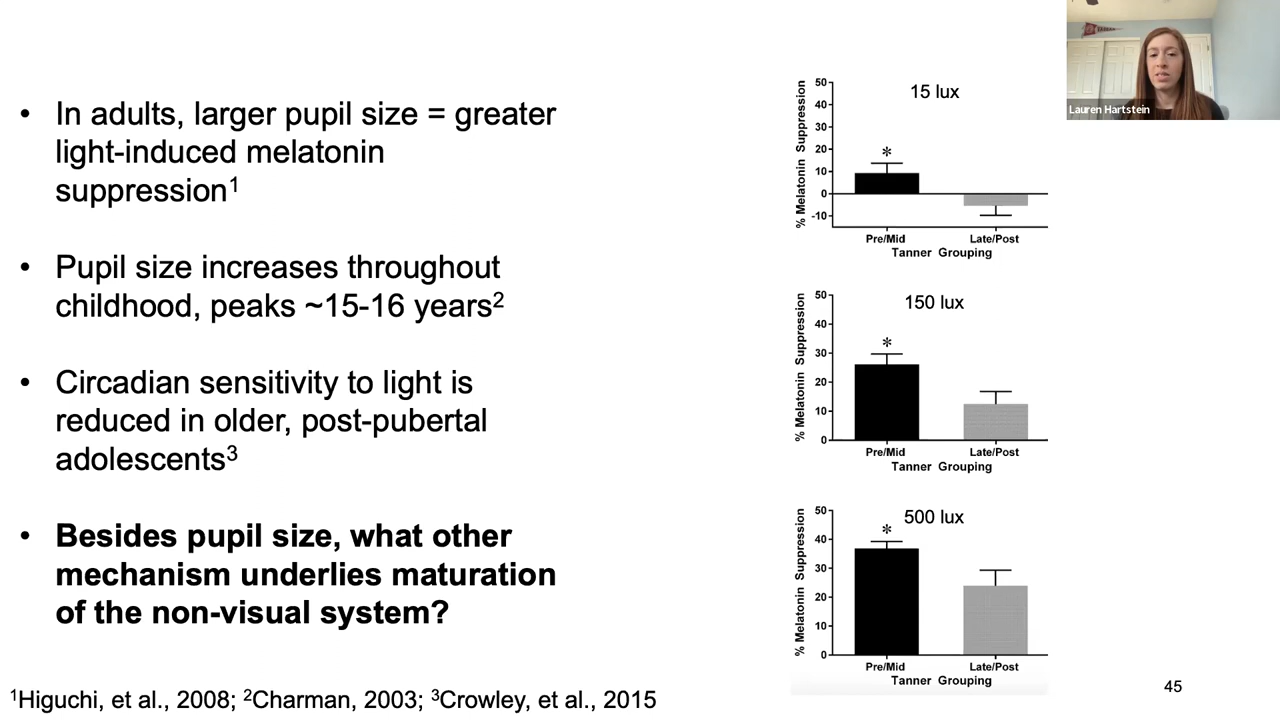 • In adults, larger pupil size = greater
light-induced melatonin
suppression¹
• Pupil size increases throughout
childhood, peaks ~15-16 years²
• Circadian sensitivity to light is
reduced in older, post-pubertal
adolescents³
• Besides pupil size, what other
mechanism underlies maturation
of the non-visual system?
¹Higuchi, et al., 2008; ²Charman, 2003; ³Crowley, et al., 2015
15 lux
% Melatonin Suppression
50
40
30
20
10
0
-10
*
Pre/Mid Late/Post
Tanner Grouping
150 lux
% Melatonin Suppression
50
40
30
20
10
0
*
Pre/Mid Late/Post
Tanner Grouping
500 lux
% Melatonin Suppression
50
40
30
20
10
0
*
Pre/Mid Late/Post
Tanner Grouping
Lauren Hartstein
45